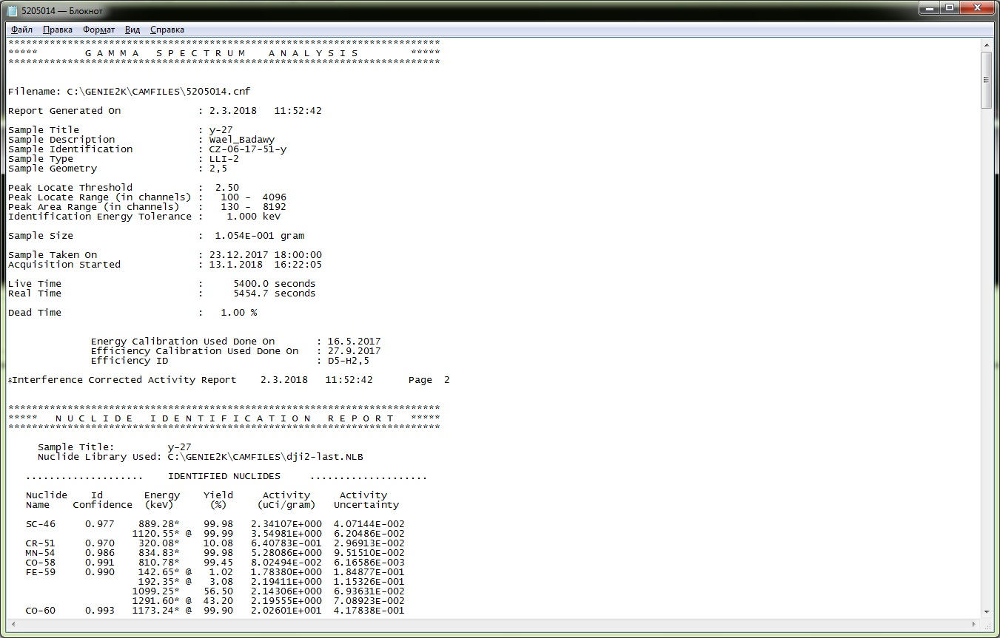 5205014 — Блокнот
Файл Правка Формат Вид Справка
*************************************************************************
***** G A M M A   S P E C T R U M   A N A L Y S I S *****
*************************************************************************
Filename: C:\GENIE2K\CAMFILES\5205014.cnf
Report Generated On : 2.3.2018 11:52:42
Sample Title : y-27
Sample Description : Wael_Badawy
Sample Identification : CZ-06-17-51-y
Sample Type : LLI-2
Sample Geometry : 2,5
Peak Locate Threshold : 2.50
Peak Locate Range (in channels) : 100 - 4096
Peak Area Range (in channels) : 130 - 8192
Identification Energy Tolerance : 1.000 keV
Sample Size : 1.054E-001 gram
Sample Taken On : 23.12.2017 18:00:00
Acquisition Started : 13.1.2018 16:22:05
Live Time : 5400.0 seconds
Real Time : 5454.7 seconds
Dead Time : 1.00 %
Energy Calibration Used Done On : 16.5.2017
Efficiency Calibration Used Done On : 27.9.2017
Efficiency ID : D5-H2,5
Interference Corrected Activity Report 2.3.2018 11:52:42 Page 2
*************************************************************************
***** N U C L I D E   I D E N T I F I C A T I O N   R E P O R T *****
*************************************************************************
Sample Title: y-27
Nuclide Library Used: C:\GENIE2K\CAMFILES\dji2-last.NLB
.................... IDENTIFIED NUCLIDES ....................
Nuclide Id Energy Yield Activity Activity
Name Confidence (keV) (%) (uCi/gram) Uncertainty
SC-46 0.977 889.28* 99.98 2.34107E+000 4.07144E-002
1120.55* @ 99.99 3.54981E+000 6.20486E-002
CR-51 0.970 320.08* 10.08 6.40783E-001 2.96913E-002
MN-54 0.986 834.83* 99.98 5.28086E+000 9.51510E-002
CO-58 0.991 810.78* 99.45 8.02494E-002 6.16586E-003
FE-59 0.990 142.65* @ 1.02 1.78380E+000 1.84877E-001
192.35* @ 3.08 2.19411E+000 1.15326E-001
1099.25* 56.50 2.14306E+000 6.93631E-002
1291.60* @ 43.20 2.19555E+000 7.08923E-002
CO-60 0.993 1173.24* @ 99.90 2.02601E+001 4.17838E-001